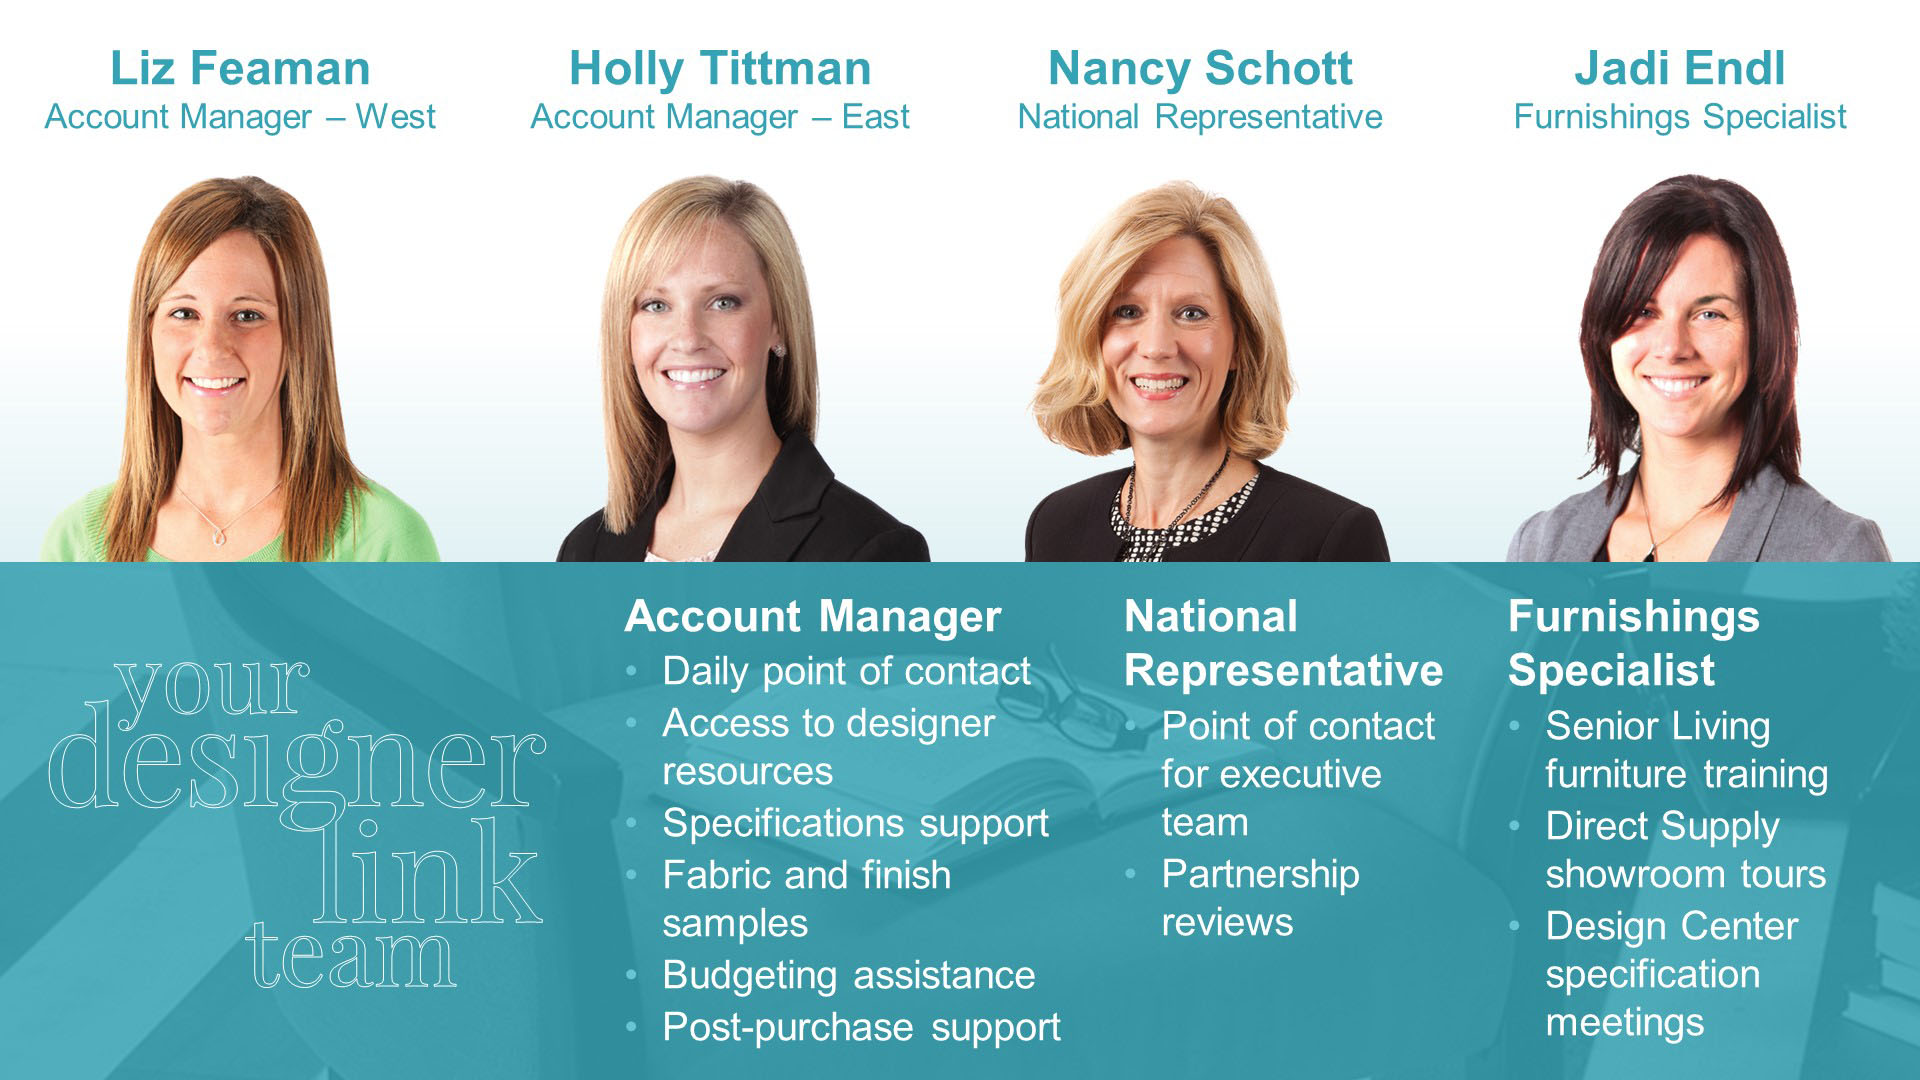 Liz Feaman
Account Manager – West
Holly Tittman
Account Manager – East
Nancy Schott
National Representative
Jadi Endl
Furnishings Specialist
your
designer
link
team
Account Manager
• Daily point of contact
• Access to designer
resources
• Specifications support
• Fabric and finish
samples
• Budgeting assistance
• Post-purchase support
National
Representative
• Point of contact
for executive
team
• Partnership
reviews
Furnishings
Specialist
• Senior Living
furniture training
• Direct Supply
showroom tours
• Design Center
specification
meetings